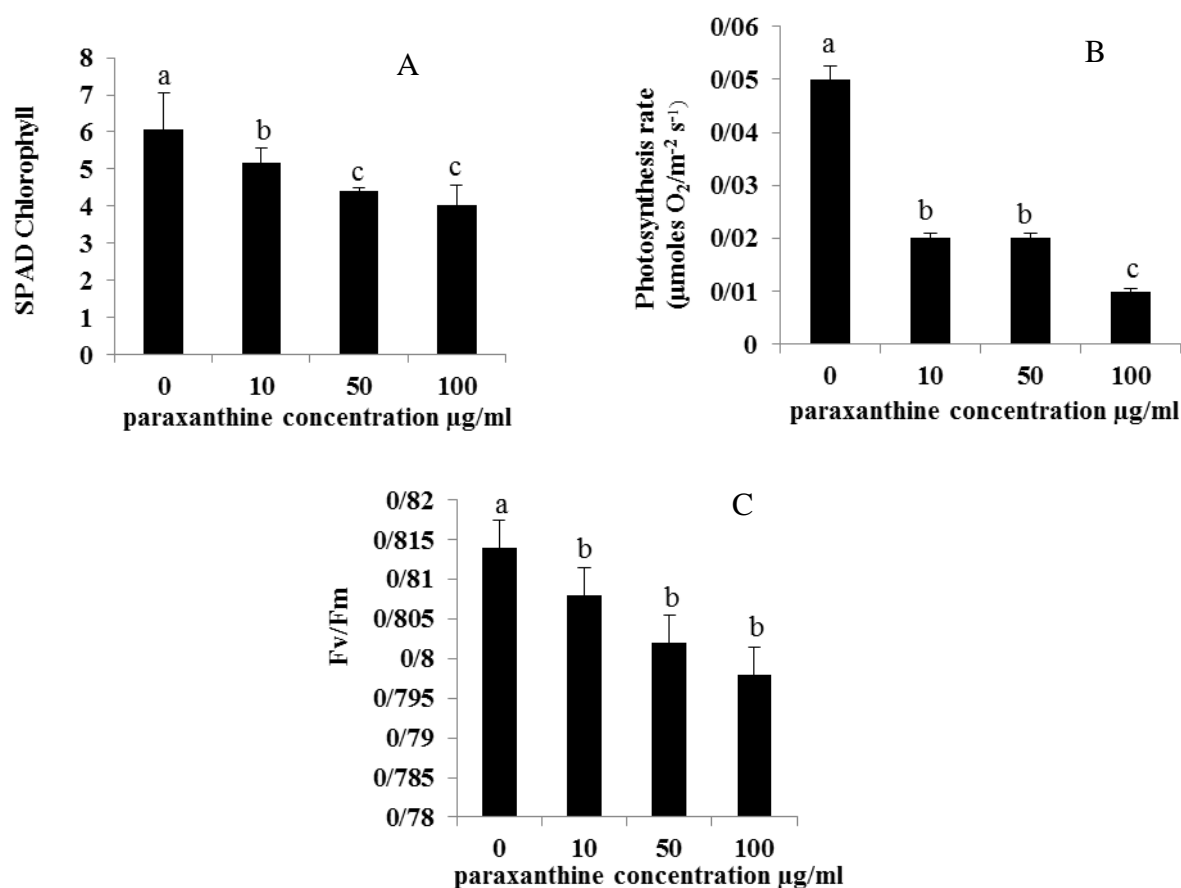 A
SPAD Chlorophyll
8
7
6
5
4
3
2
1
0
a
b
c
c
0 10 50 100
paraxanthine concentration µg/ml
B
Photosynthesis rate
(µmoles O₂/m⁻² s⁻¹)
0/06
0/05
0/04
0/03
0/02
0/01
0
a
b
b
c
0 10 50 100
paraxanthine concentration µg/ml
C
Fv/Fm
0/82
0/815
0/81
0/805
0/8
0/795
0/79
0/785
0/78
a
b
b
b
0 10 50 100
paraxanthine concentration µg/ml